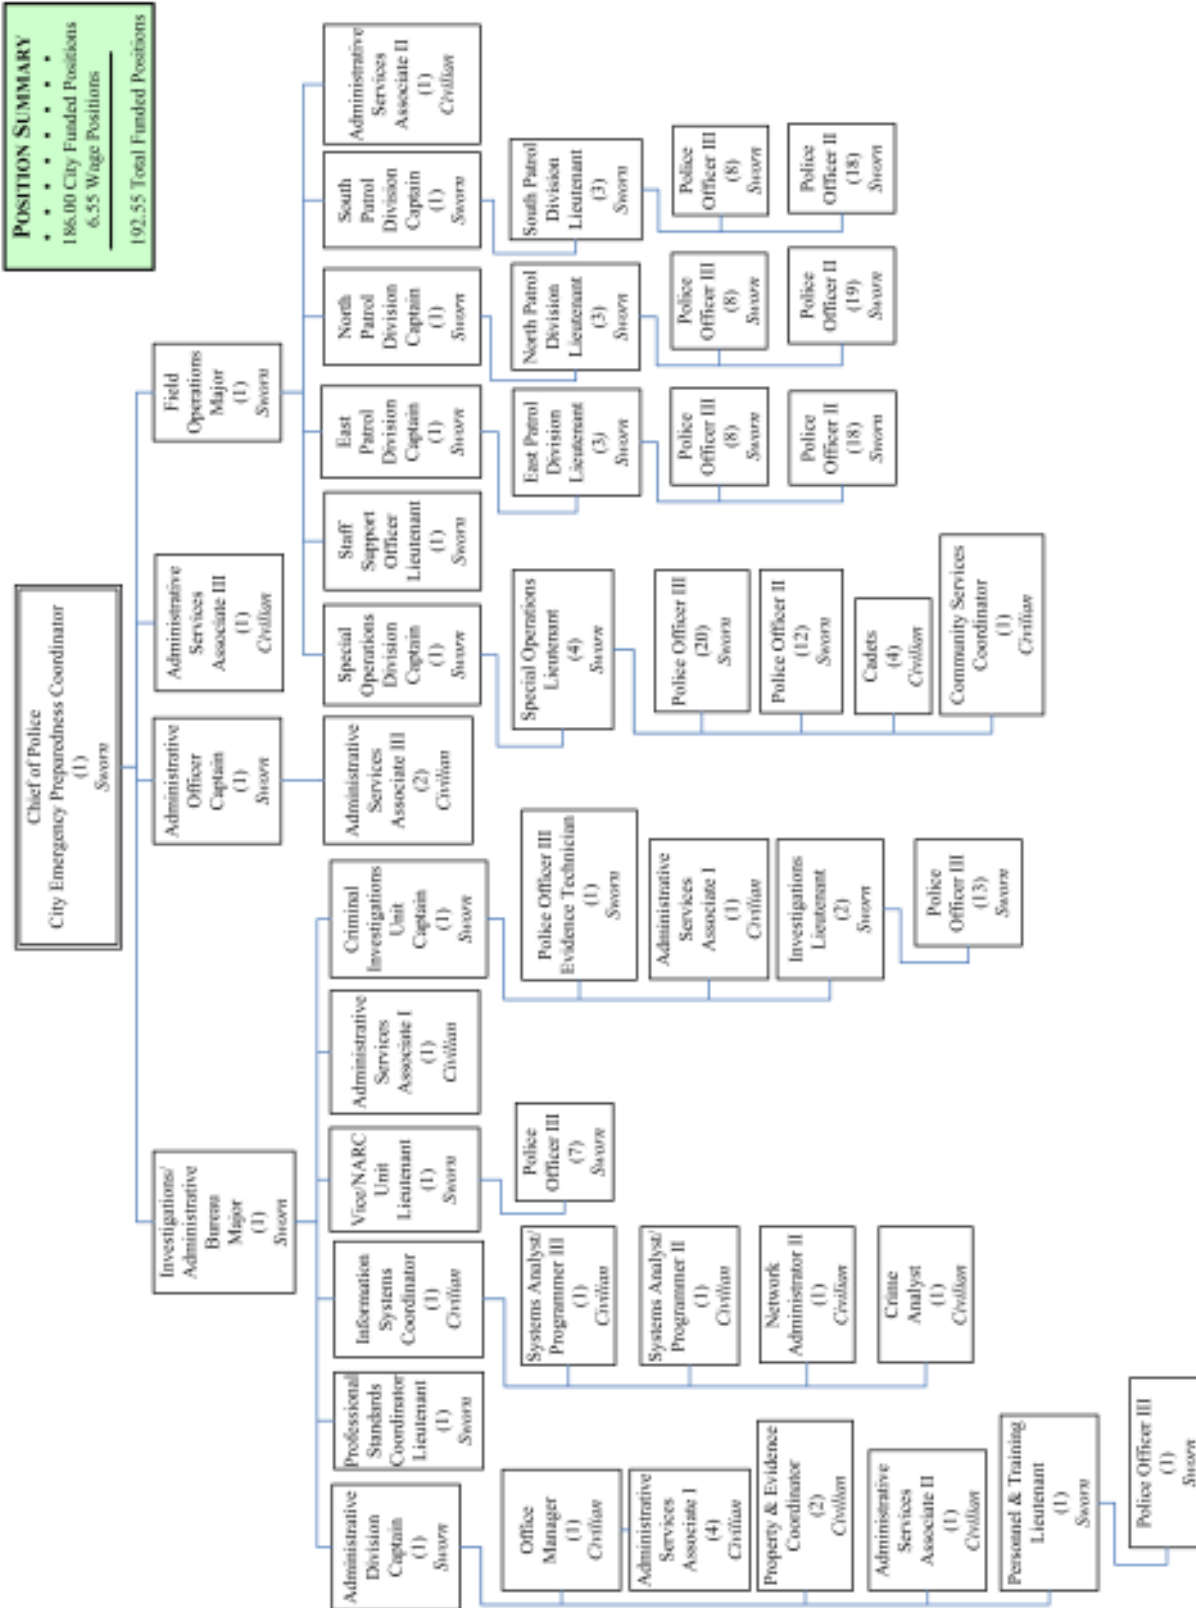 POSITION SUMMARY
• • • • • • • •
186.00 City Funded Positions
6.55 Wage Positions
192.55 Total Funded Positions
Chief of Police
City Emergency Preparedness Coordinator
(1)
Sworn
Investigations/
Administrative
Bureau
Major
(1)
Sworn
Administrative
Officer
Captain
(1)
Sworn
Administrative
Services
Associate III
(1)
Civilian
Field
Operations
Major
(1)
Sworn
Administrative
Division
Captain
(1)
Sworn
Professional
Standards
Coordinator
Lieutenant
(1)
Sworn
Information
Systems
Coordinator
(1)
Civilian
Vice/NARC
Unit
Lieutenant
(1)
Sworn
Administrative
Services
Associate I
(1)
Civilian
Criminal
Investigations
Unit
Captain
(1)
Sworn
Administrative
Services
Associate III
(2)
Civilian
Special
Operations
Division
Captain
(1)
Sworn
Staff
Support
Officer
Lieutenant
(1)
Sworn
East
Patrol
Division
Captain
(1)
Sworn
North
Patrol
Division
Captain
(1)
Sworn
South
Patrol
Division
Captain
(1)
Sworn
Administrative
Services
Associate II
(1)
Civilian
Office
Manager
(1)
Civilian
Administrative
Services
Associate I
(4)
Civilian
Property & Evidence
Coordinator
(2)
Civilian
Administrative
Services
Associate II
(1)
Civilian
Personnel & Training
Lieutenant
(1)
Sworn
Police Officer III
(1)
Sworn
Systems Analyst/
Programmer III
(1)
Civilian
Systems Analyst/
Programmer II
(1)
Civilian
Network
Administrator II
(1)
Civilian
Crime
Analyst
(1)
Civilian
Police
Officer III
(7)
Sworn
Police Officer III
Evidence Technician
(1)
Sworn
Administrative
Services
Associate I
(1)
Civilian
Investigations
Lieutenant
(2)
Sworn
Police
Officer III
(13)
Sworn
Special Operations
Lieutenant
(4)
Sworn
Police Officer III
(20)
Sworn
Police Officer II
(12)
Sworn
Cadets
(4)
Civilian
Community Services
Coordinator
(1)
Civilian
East Patrol
Division
Lieutenant
(3)
Sworn
Police
Officer III
(8)
Sworn
Police
Officer II
(18)
Sworn
North Patrol
Division
Lieutenant
(3)
Sworn
Police
Officer III
(8)
Sworn
Police
Officer II
(19)
Sworn
South Patrol
Division
Lieutenant
(3)
Sworn
Police
Officer III
(8)
Sworn
Police
Officer II
(18)
Sworn